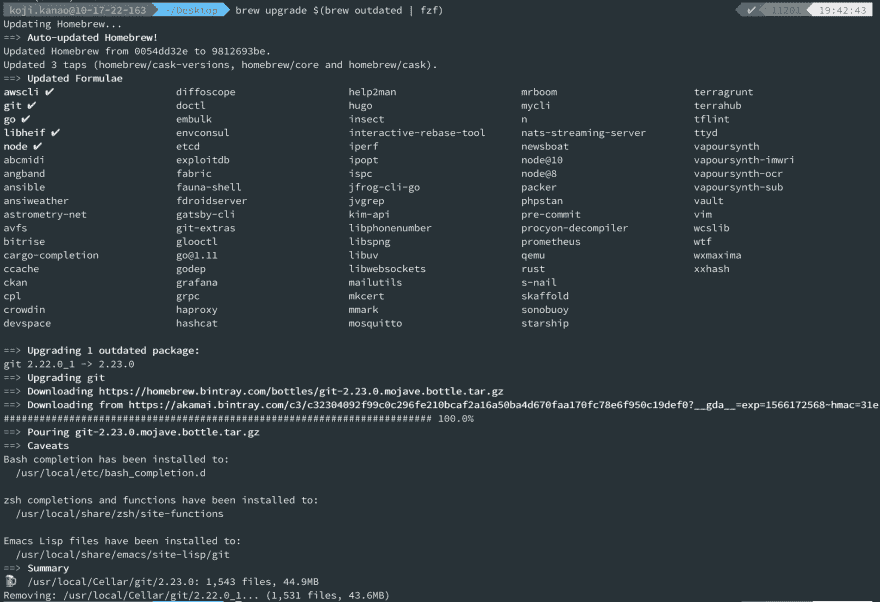 koji.kanao@10-17-22-163 ~/Desktop brew upgrade $(brew outdated | fzf) ✔ 11201 19:42:43
Updating Homebrew...
==> Auto-updated Homebrew!
Updated Homebrew from 0054dd32e to 9812693be.
Updated 3 taps (homebrew/cask-versions, homebrew/core and homebrew/cask).
==> Updated Formulae
awscli ✔ diffoscope help2man mrboom terragrunt
git ✔ doctl hugo mycli terrahub
go ✔ embulk insect n tflint
libheif ✔ envconsul interactive-rebase-tool nats-streaming-server ttyd
node ✔ etcd iperf newsboat vapoursynth
abcmidi exploitdb ipopt node@10 vapoursynth-imwri
angband fabric ispc node@8 vapoursynth-ocr
ansible fauna-shell jfrog-cli-go packer vapoursynth-sub
ansiweather fdroidserver jvgrep phpstan vault
astrometry-net gatsby-cli kim-api pre-commit vim
avfs git-extras libphonenumber procyon-decompiler wcslib
bitrise glooctl libspng prometheus wtf
cargo-completion go@1.11 libuv qemu wxmaxima
ccache godep libwebsockets rust xxhash
ckan grafana mailutils s-nail
cpl grpc mkcert skaffold
crowdin haproxy mmark sonobuoy
devspace hashcat mosquitto starship
==> Upgrading 1 outdated package:
git 2.22.0_1 -> 2.23.0
==> Upgrading git
==> Downloading https://homebrew.bintray.com/bottles/git-2.23.0.mojave.bottle.tar.gz
==> Downloading from https://akamai.bintray.com/c3/c32304092f99c0c296fe210bcaf2a16a50ba4d670faa170fc78e6f950c19def0?__gda__=exp=1566172568~hmac=31e
######################################################################## 100.0%
==> Pouring git-2.23.0.mojave.bottle.tar.gz
==> Caveats
Bash completion has been installed to:
/usr/local/etc/bash_completion.d
zsh completions and functions have been installed to:
/usr/local/share/zsh/site-functions
Emacs Lisp files have been installed to:
/usr/local/share/emacs/site-lisp/git
==> Summary
🍺 /usr/local/Cellar/git/2.23.0: 1,543 files, 44.9MB
Removing: /usr/local/Cellar/git/2.22.0_1... (1,531 files, 43.6MB)